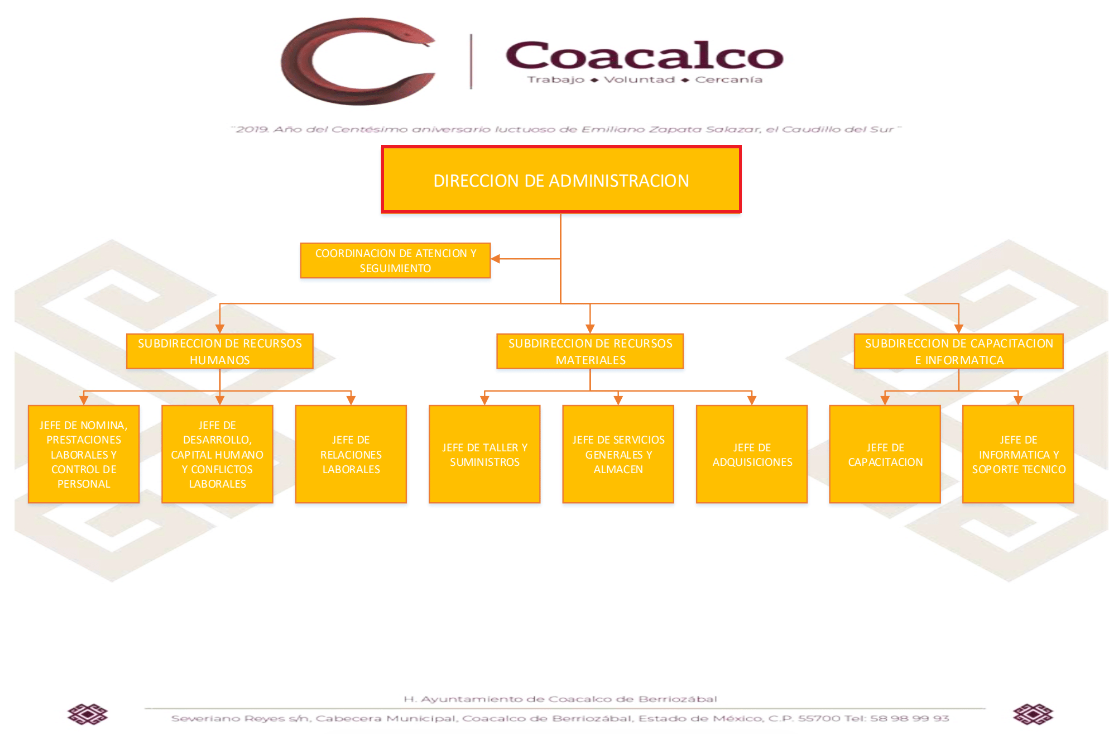 Coacalco
Trabajo ◆ Voluntad ◆ Cercanía
"2019. Año del Centésimo aniversario luctuoso de Emiliano Zapata Salazar, el Caudillo del Sur"
DIRECCION DE ADMINISTRACION
COORDINACION DE ATENCION Y
SEGUIMIENTO
SUBDIRECCION DE RECURSOS
HUMANOS
SUBDIRECCION DE RECURSOS
MATERIALES
SUBDIRECCION DE CAPACITACION
E INFORMATICA
JEFE DE NOMINA,
PRESTACIONES
LABORALES Y
CONTROL DE
PERSONAL
JEFE DE
DESARROLLO,
CAPITAL HUMANO
Y CONFLICTOS
LABORALES
JEFE DE
RELACIONES
LABORALES
JEFE DE TALLER Y
SUMINISTROS
JEFE DE SERVICIOS
GENERALES Y
ALMACEN
JEFE DE
ADQUISICIONES
JEFE DE
CAPACITACION
JEFE DE
INFORMATICA Y
SOPORTE TECNICO
H. Ayuntamiento de Coacalco de Berriozábal
Severiano Reyes s/n, Cabecera Municipal, Coacalco de Berriozábal, Estado de México, C.P. 55700 Tel: 58 98 99 93